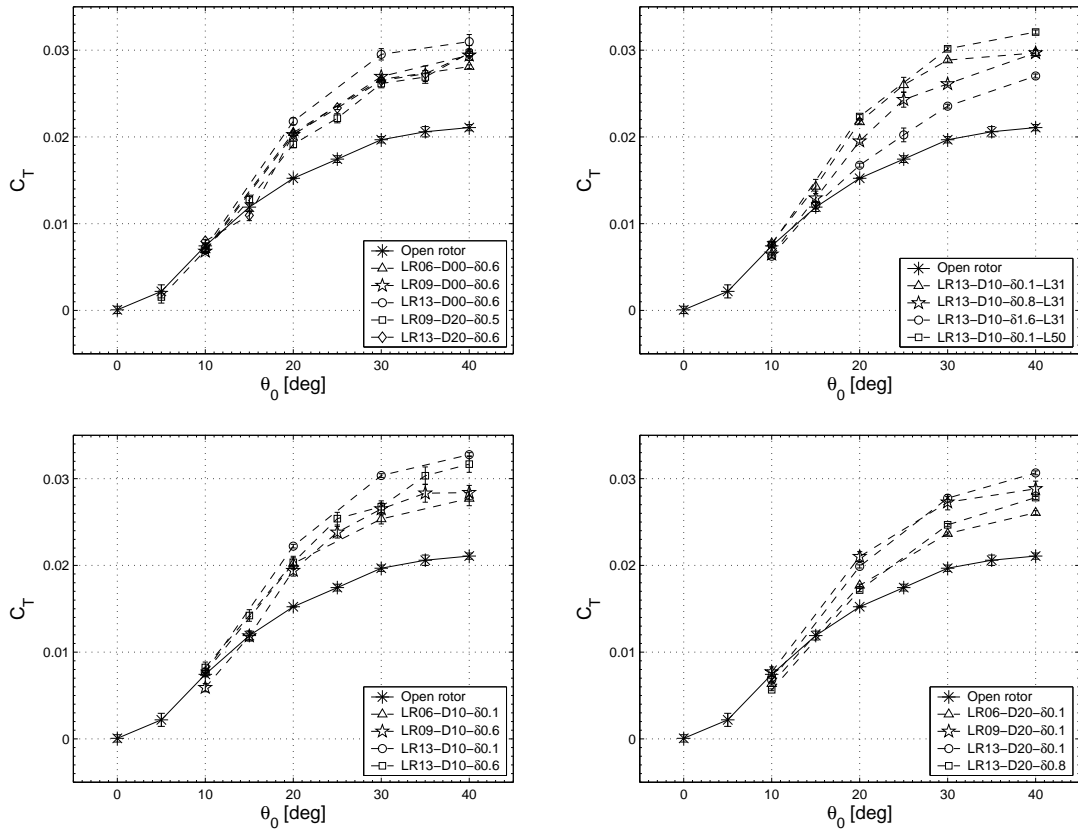 0.03
0.02
0.01
0
C_T
0 10 20 30 40
θ_0 [deg]
Open rotor
LR06−D00−δ0.6
LR09−D00−δ0.6
LR13−D00−δ0.6
LR09−D20−δ0.5
LR13−D20−δ0.6
0.03
0.02
0.01
0
C_T
0 10 20 30 40
θ_0 [deg]
Open rotor
LR13−D10−δ0.1−L31
LR13−D10−δ0.8−L31
LR13−D10−δ1.6−L31
LR13−D10−δ0.1−L50
0.03
0.02
0.01
0
C_T
0 10 20 30 40
θ_0 [deg]
Open rotor
LR06−D10−δ0.1
LR09−D10−δ0.6
LR13−D10−δ0.1
LR13−D10−δ0.6
0.03
0.02
0.01
0
C_T
0 10 20 30 40
θ_0 [deg]
Open rotor
LR06−D20−δ0.1
LR09−D20−δ0.1
LR13−D20−δ0.1
LR13−D20−δ0.8